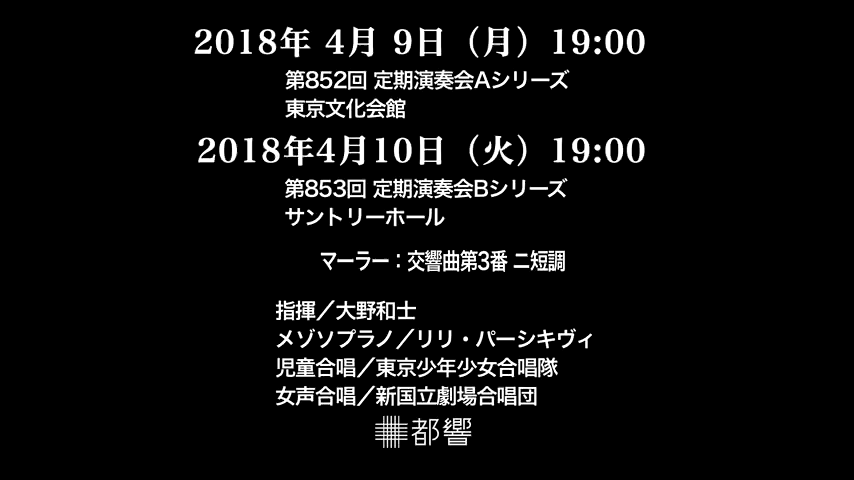 2018年 4月 9日（月）19:00
第852回 定期演奏会Aシリーズ
東京文化会館
2018年4月10日（火）19:00
第853回 定期演奏会Bシリーズ
サントリーホール
マーラー：交響曲第3番 ニ短調
指揮／大野和士
メゾソプラノ／リリ・パーシキヴィ
児童合唱／東京少年少女合唱隊
女声合唱／新国立劇場合唱団
都響